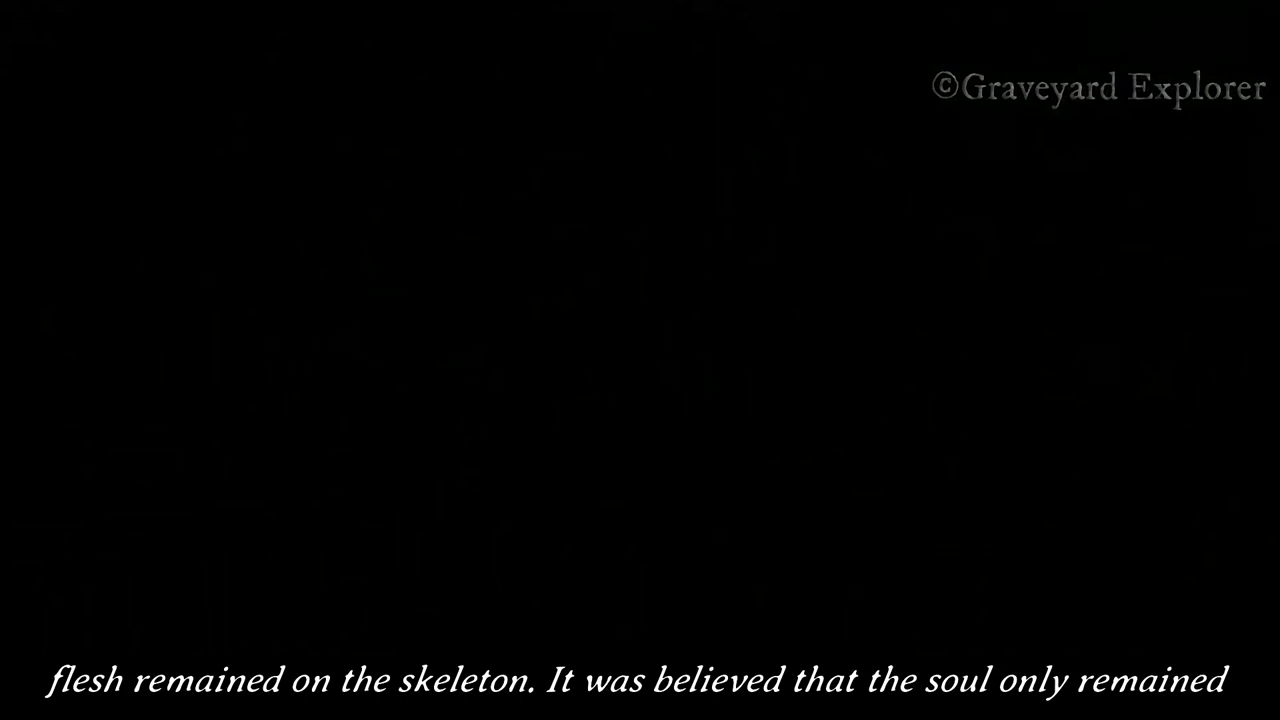 ©Graveyard Explorer
flesh remained on the skeleton. It was believed that the soul only remained